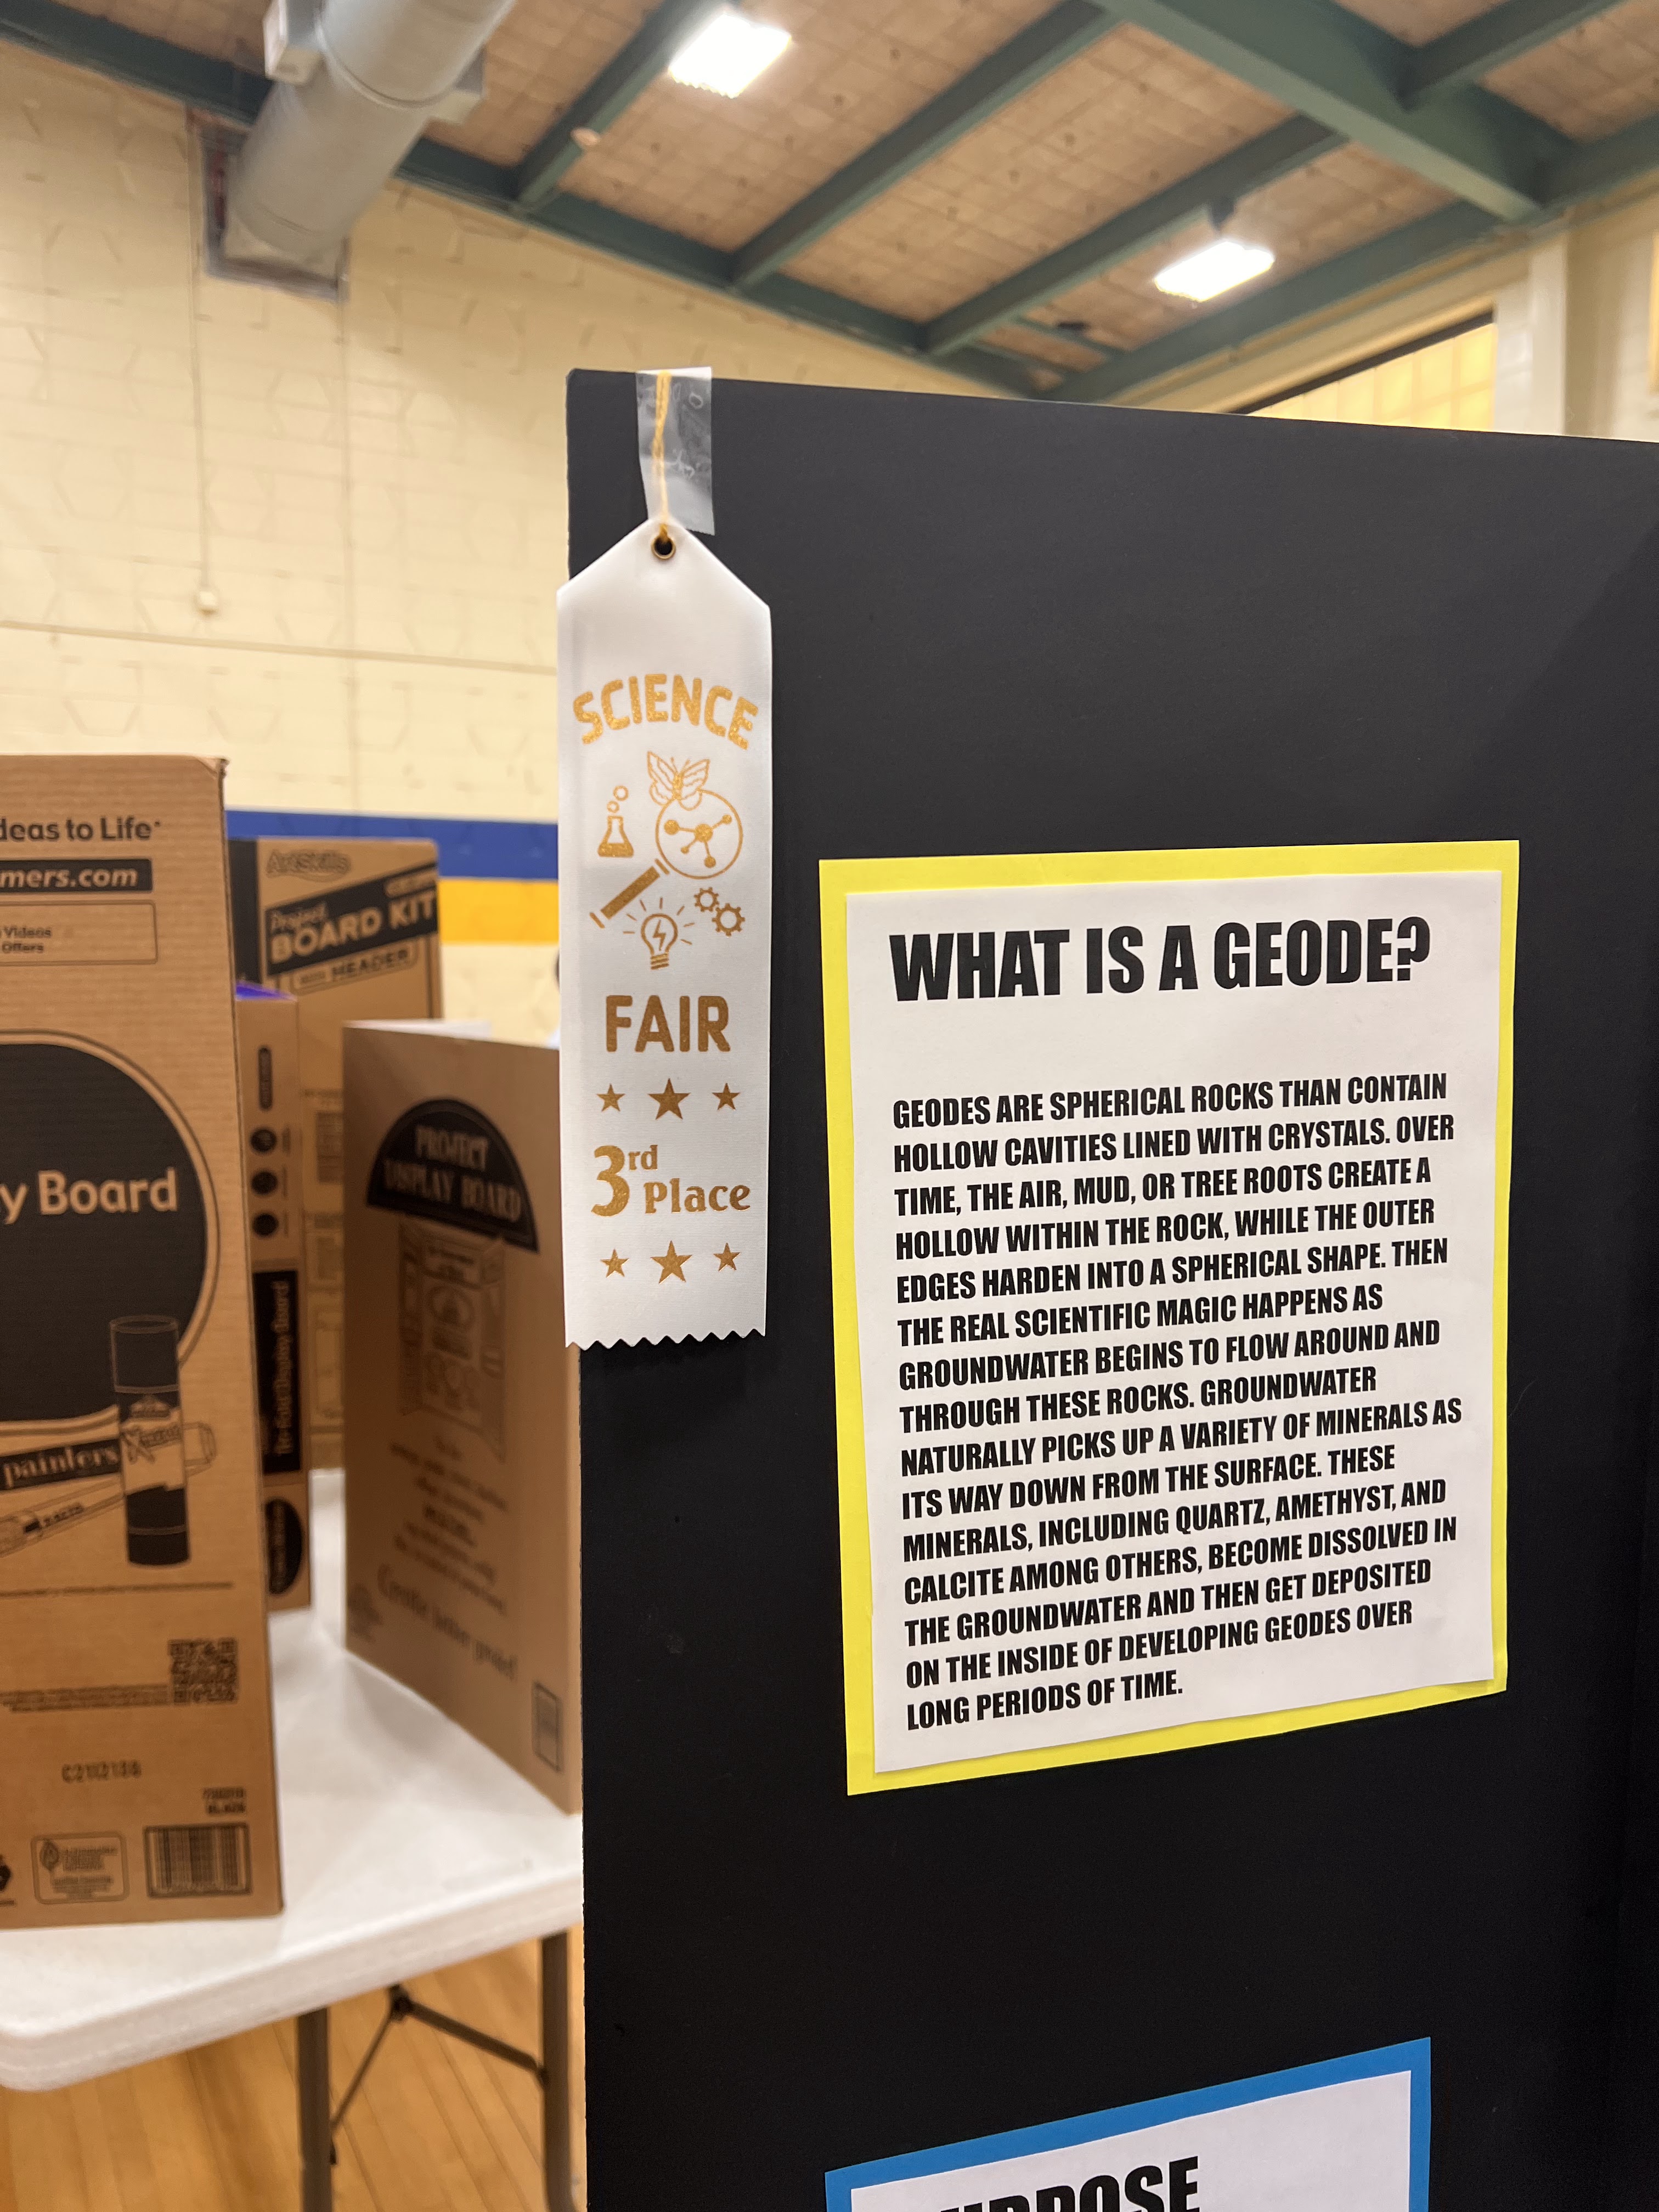 SCIENCE
FAIR
3rd
Place
WHAT IS A GEODE?
GEODES ARE SPHERICAL ROCKS THAN CONTAIN
HOLLOW CAVITIES LINED WITH CRYSTALS. OVER
TIME, THE AIR, MUD, OR TREE ROOTS CREATE A
HOLLOW WITHIN THE ROCK, WHILE THE OUTER
EDGES HARDEN INTO A SPHERICAL SHAPE. THEN
THE REAL SCIENTIFIC MAGIC HAPPENS AS
GROUNDWATER BEGINS TO FLOW AROUND AND
THROUGH THESE ROCKS. GROUNDWATER
NATURALLY PICKS UP A VARIETY OF MINERALS AS
ITS WAY DOWN FROM THE SURFACE. THESE
MINERALS, INCLUDING QUARTZ, AMETHYST, AND
CALCITE AMONG OTHERS, BECOME DISSOLVED IN
THE GROUNDWATER AND THEN GET DEPOSITED
ON THE INSIDE OF DEVELOPING GEODES OVER
LONG PERIODS OF TIME.
deas to Life
mers.com
Videos
Offers
y Board
painters
ArtSkills
Project
BOARD KIT
HEADER
PROJECT
DISPLAY BOARD